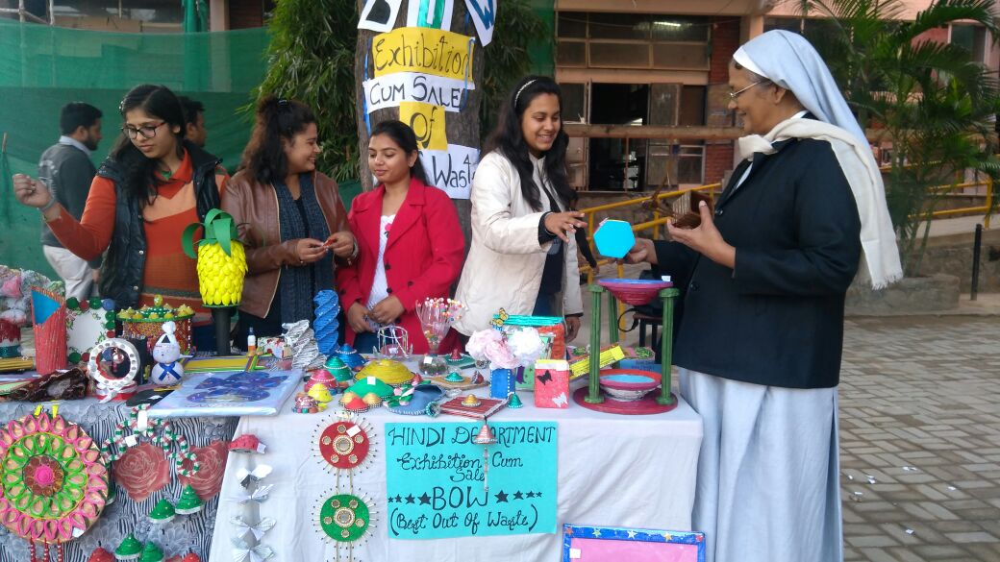 B
W
Exhibition
Cum Sale
of
Waste
HINDI DEPARTMENT
Exhibition Cum
Sale
BOW
(Best Out Of Waste)